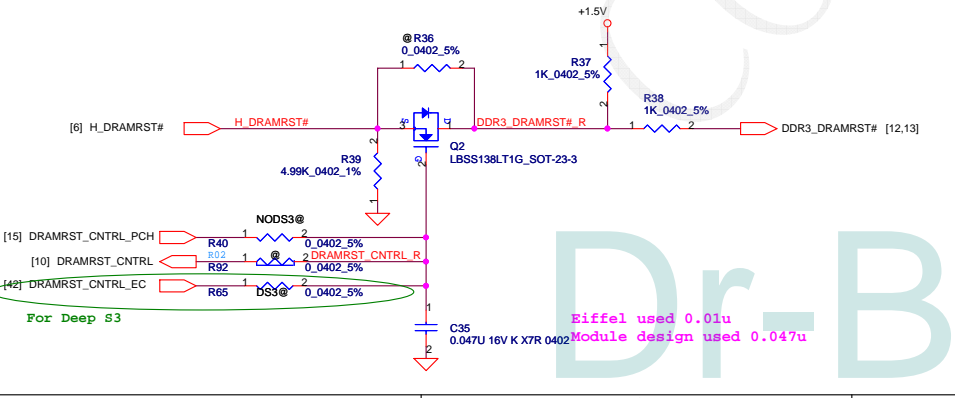 +1.5V
@ R36
0_0402_5%
1 2
R37
1K_0402_5%
1
2
R38
1K_0402_5%
1 2
[6] H_DRAMRST#
H_DRAMRST#
3 S
D 1
G
2
DDR3_DRAMRST#_R
DDR3_DRAMRST# [12,13]
Q2
LBSS138LT1G_SOT-23-3
R39
4.99K_0402_1%
2
1
NODS3@
[15] DRAMRST_CNTRL_PCH
1 2
R40
0_0402_5%
R02
[10] DRAMRST_CNTRL
1 @ 2
DRAMRST_CNTRL_R
R92
0_0402_5%
[42] DRAMRST_CNTRL_EC
1 2
R65
DS3@
0_0402_5%
For Deep S3
1
C35
0.047U 16V K X7R 0402
2
Eiffel used 0.01u
Module design used 0.047u
Dr-B